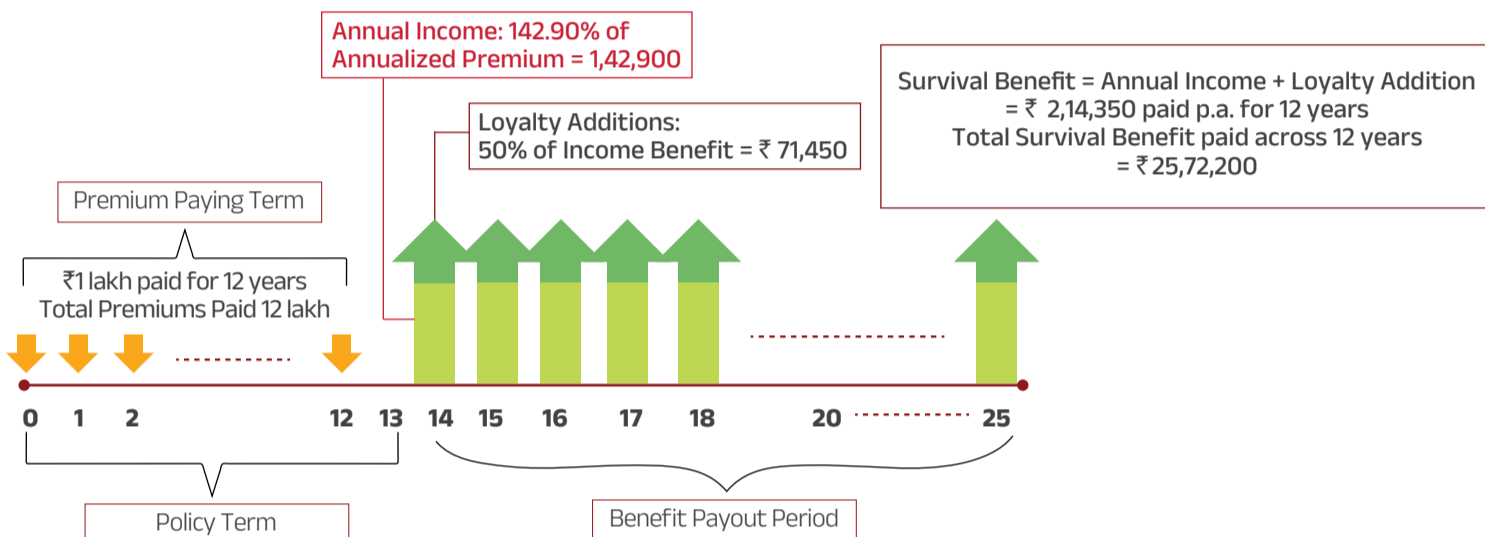 Annual Income: 142.90% of
Annualized Premium = 1,42,900
Survival Benefit = Annual Income + Loyalty Addition
= ₹ 2,14,350 paid p.a. for 12 years
Total Survival Benefit paid across 12 years
= ₹25,72,200
Loyalty Additions:
50% of Income Benefit = ₹ 71,450
Premium Paying Term
₹1 lakh paid for 12 years
Total Premiums Paid 12 lakh
0 1 2 12 13 14 15 16 17 18 20 25
Policy Term
Benefit Payout Period